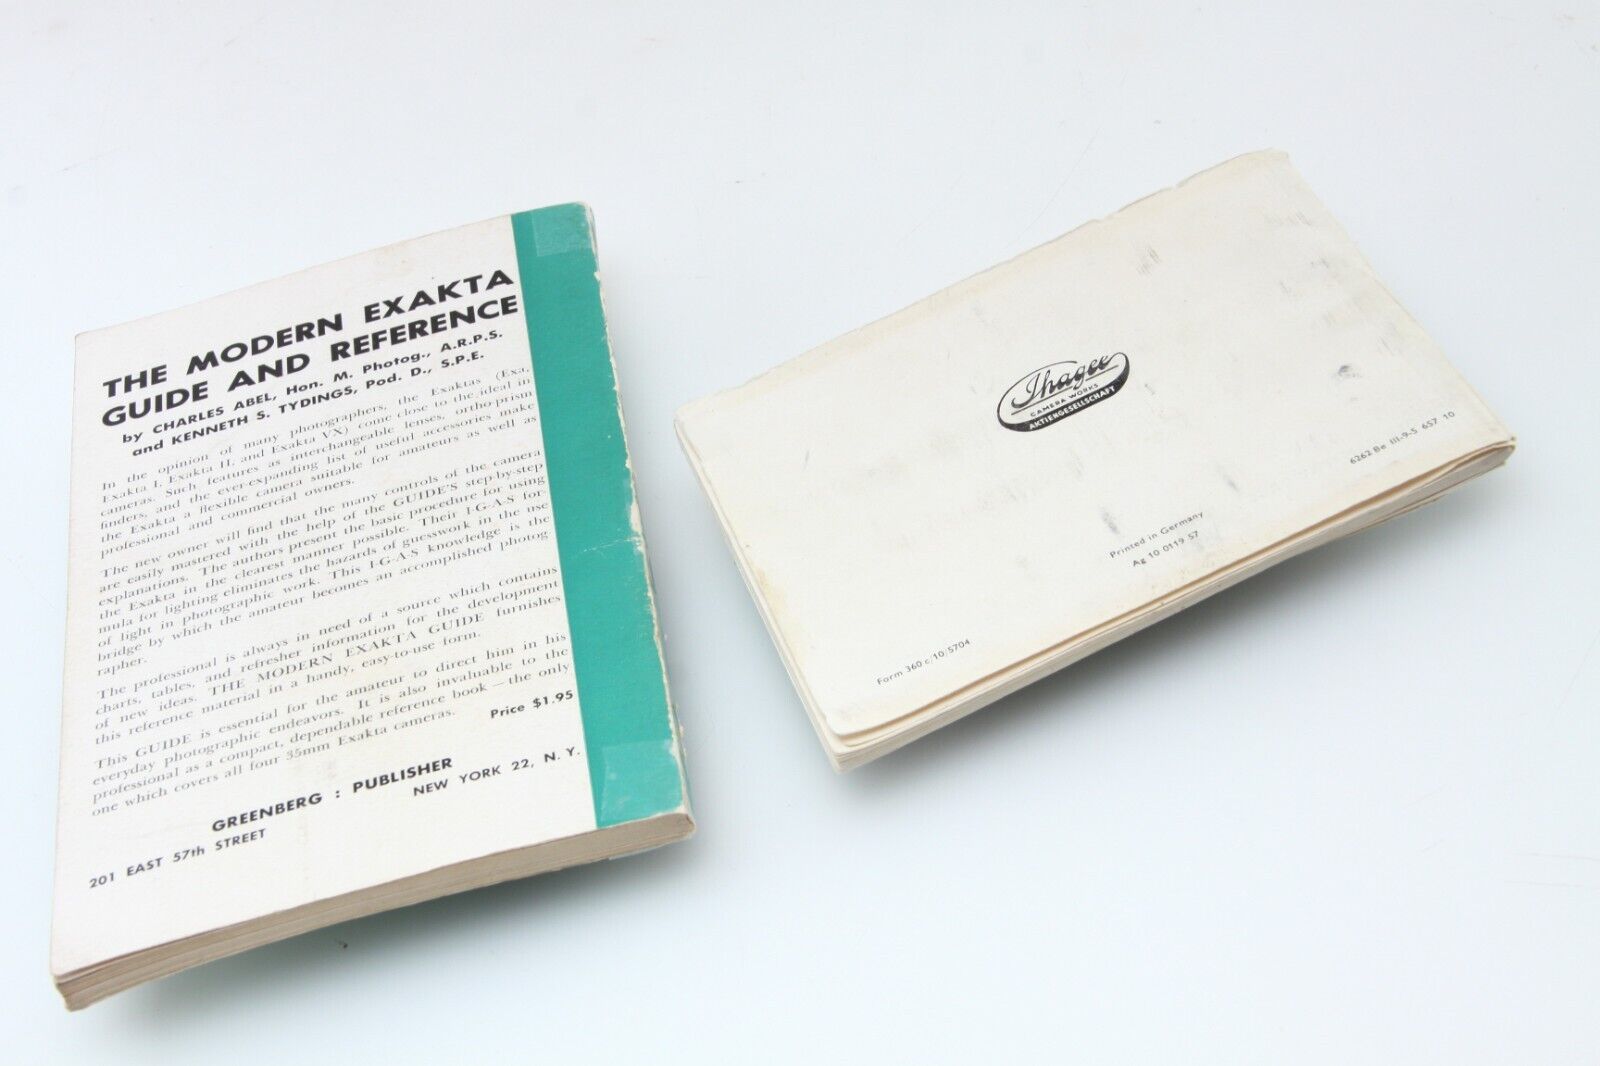 THE MODERN EXAKTA
GUIDE AND REFERENCE
by CHARLES ABEL, Hon. M. Photog., A.R.P.S.
and KENNETH S. TYDINGS, Pod. D., S.P.E.
In the opinion of many photographers, the Exaktas (Exa,
Exakta I, Exakta II, and Exakta VX) come close to the ideal in
cameras. Such features as interchangeable lenses, ortho-prism
finders, and the ever-expanding list of useful accessories make
the Exakta a flexible camera suitable for amateurs as well as
professional and commercial owners.
The new owner will find that the many controls of the camera
are easily mastered with the help of the GUIDE'S step-by-step
explanations. The authors present the basic procedure for using
the Exakta in the clearest manner possible. Their I-G-A-S for-
mula for lighting eliminates the hazards of guesswork in the use
of light in photographic work. This I-G-A-S knowledge is the
bridge by which the amateur becomes an accomplished photog-
rapher.
The professional is always in need of a source which contains
charts, tables, and refresher information for the development
of new ideas. THE MODERN EXAKTA GUIDE furnishes
this reference material in a handy, easy-to-use form.
This GUIDE is essential for the amateur to direct him in his
everyday photographic endeavors. It is also invaluable to the
professional as a compact, dependable reference book — the only
one which covers all four 35mm Exakta cameras.
Price $1.95
GREENBERG : PUBLISHER
201 EAST 57th STREET NEW YORK 22, N. Y.
Ihagee
CAMERA WORKS
AKTIENGESELLSCHAFT
6262 Be III-9-5 657 10
Printed in Germany
Ag 10 0119 57
Form 360 c/10/5704